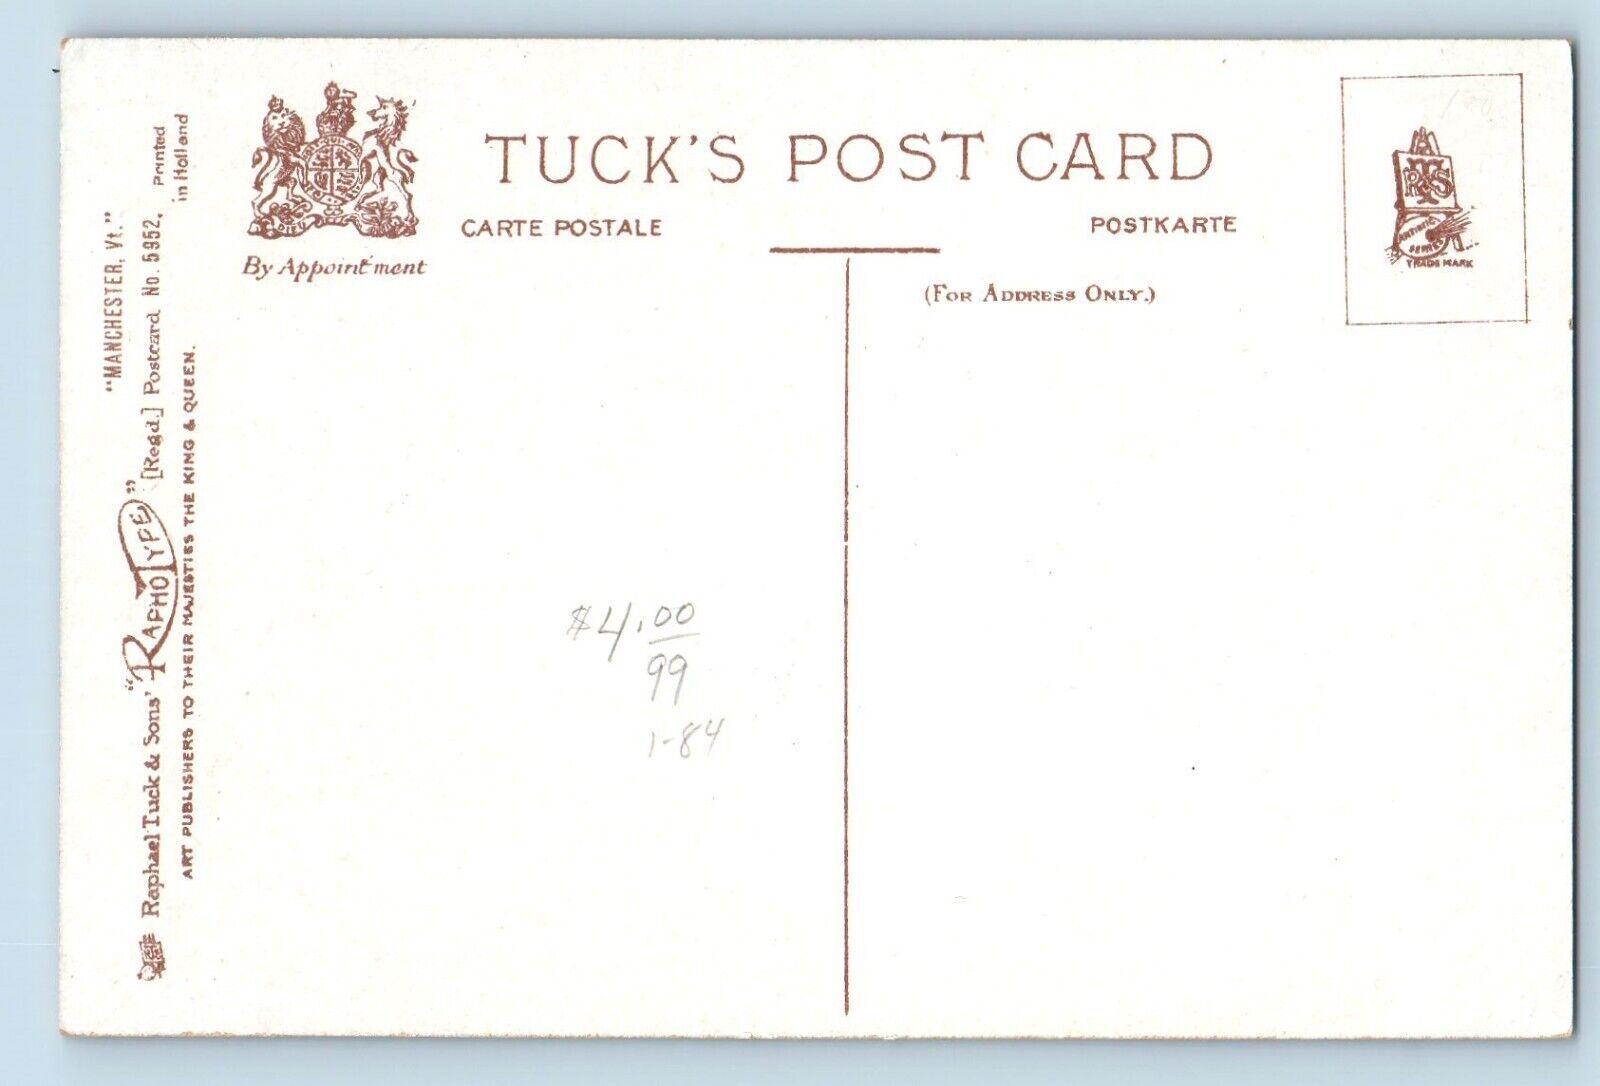 TUCK'S POST CARD
CARTE POSTALE
POSTKARTE
By Appointment
DIEU
(FOR ADDRESS ONLY.)
RTS
TRADE MARK
"MANCHESTER, Vt."
Raphael Tuck & Sons' "RAPHOTYPE" [Regd.] Postcard No. 5952.
Printed
in Holland
ART PUBLISHERS TO THEIR MAJESTIES THE KING & QUEEN.
$4.00
99
1-84